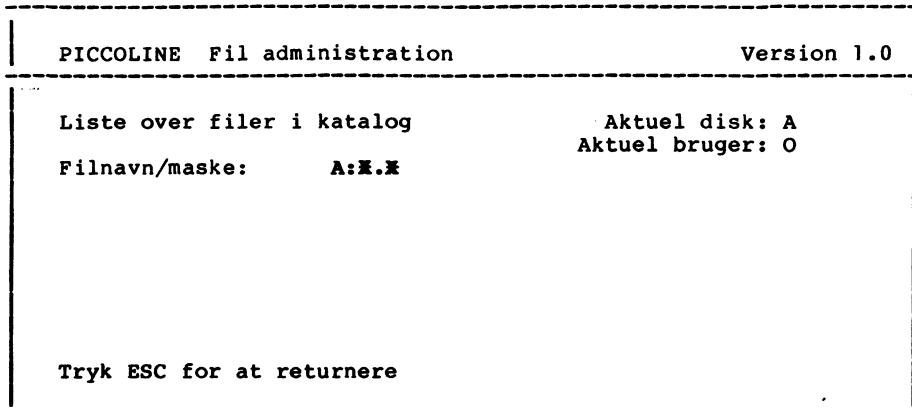 PICCOLINE Fil administration Version 1.0
Liste over filer i katalog Aktuel disk: A
Aktuel bruger: 0
Filnavn/maske: A:*.*
Tryk ESC for at returnere